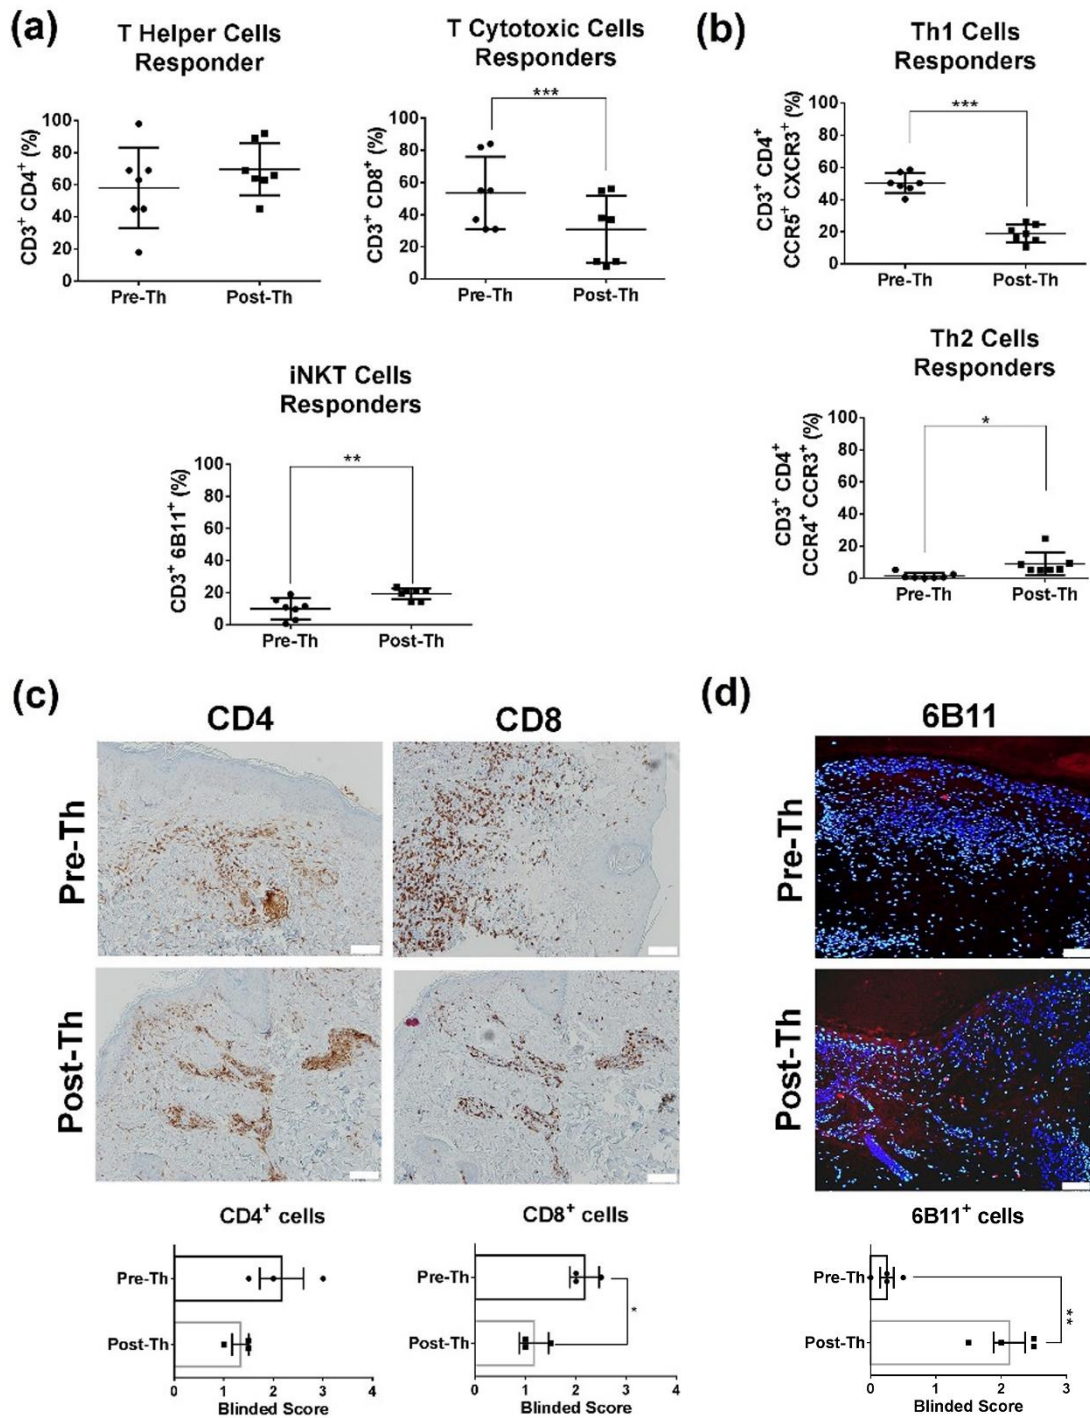 (a)
T Helper Cells
Responder
CD3⁺ CD4⁺ (%)
100
80
60
40
20
0
Pre-Th Post-Th
T Cytotoxic Cells
Responders
***
CD3⁺ CD8⁺ (%)
100
80
60
40
20
0
Pre-Th Post-Th
iNKT Cells
Responders
**
CD3⁺ 6B11⁺ (%)
100
80
60
40
20
0
Pre-Th Post-Th
(b)
Th1 Cells
Responders
***
CD3⁺ CD4⁺
CCR5⁺ CXCR3⁺ (%)
100
80
60
40
20
0
Pre-Th Post-Th
Th2 Cells
Responders
*
CD3⁺ CD4⁺
CCR4⁺ CCR3⁺ (%)
100
80
60
40
20
0
Pre-Th Post-Th
(c)
CD4 CD8
Pre-Th
Post-Th
CD4⁺ cells
Pre-Th
Post-Th
0 1 2 3 4
Blinded Score
CD8⁺ cells
Pre-Th
*
Post-Th
0 1 2 3 4
Blinded Score
(d)
6B11
Pre-Th
Post-Th
6B11⁺ cells
Pre-Th
**
Post-Th
0 1 2 3
Blinded Score